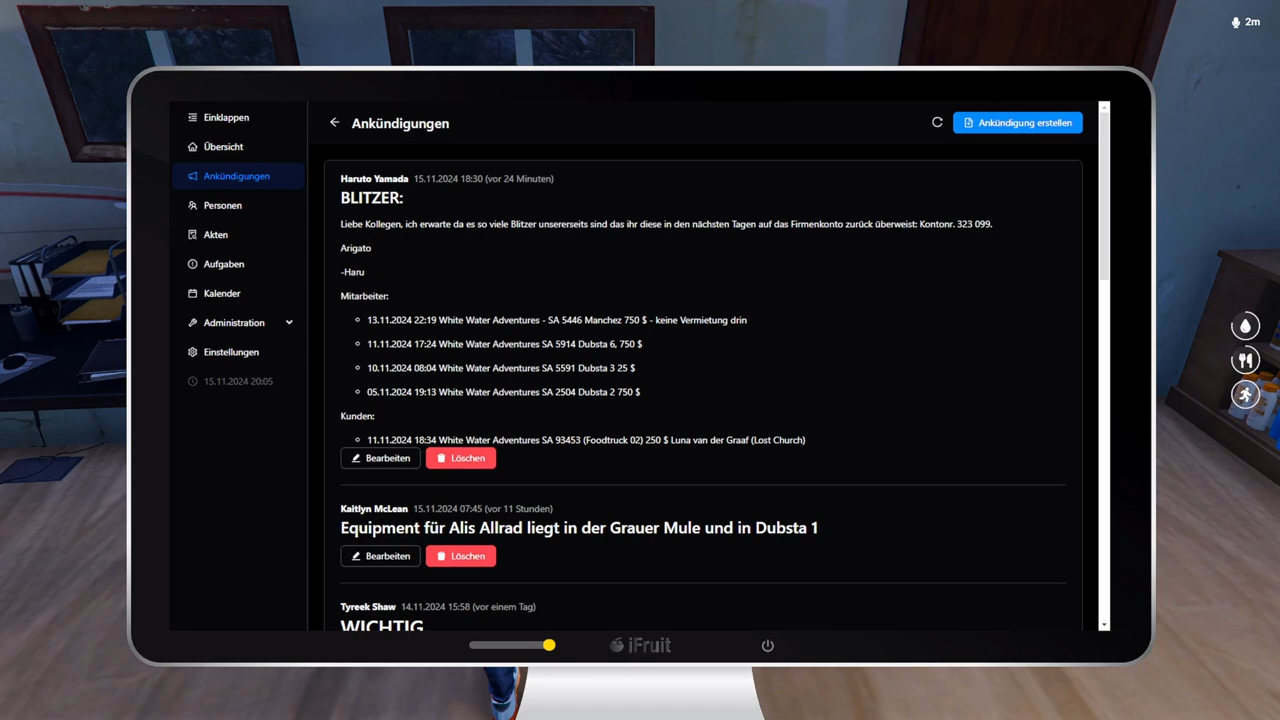 2m
Einklappen
Übersicht
Ankündigungen
Personen
Akten
Aufgaben
Kalender
Administration
Einstellungen
15.11.2024 20:05
Ankündigungen
Ankündigung erstellen
Haruto Yamada 15.11.2024 18:30 (vor 24 Minuten)
BLITZER:
Liebe Kollegen, ich erwarte da es so viele Blitzer unsererseits sind das ihr diese in den nächsten Tagen auf das Firmenkonto zurück überweist: Kontonr. 323 099.
Arigato
-Haru
Mitarbeiter:
13.11.2024 22:19 White Water Adventures - SA 5446 Manchez 750 $ - keine Vermietung drin
11.11.2024 17:24 White Water Adventures SA 5914 Dubsta 6, 750 $
10.11.2024 08:04 White Water Adventures SA 5591 Dubsta 3 25 $
05.11.2024 19:13 White Water Adventures SA 2504 Dubsta 2 750 $
Kunden:
11.11.2024 18:34 White Water Adventures SA 93453 (Foodtruck 02) 250 $ Luna van der Graaf (Lost Church)
Bearbeiten Löschen
Kaitlyn McLean 15.11.2024 07:45 (vor 11 Stunden)
Equipment für Alis Allrad liegt in der Grauer Mule und in Dubsta 1
Bearbeiten Löschen
Tyreek Shaw 14.11.2024 15:58 (vor einem Tag)
WICHTIG
iFruit